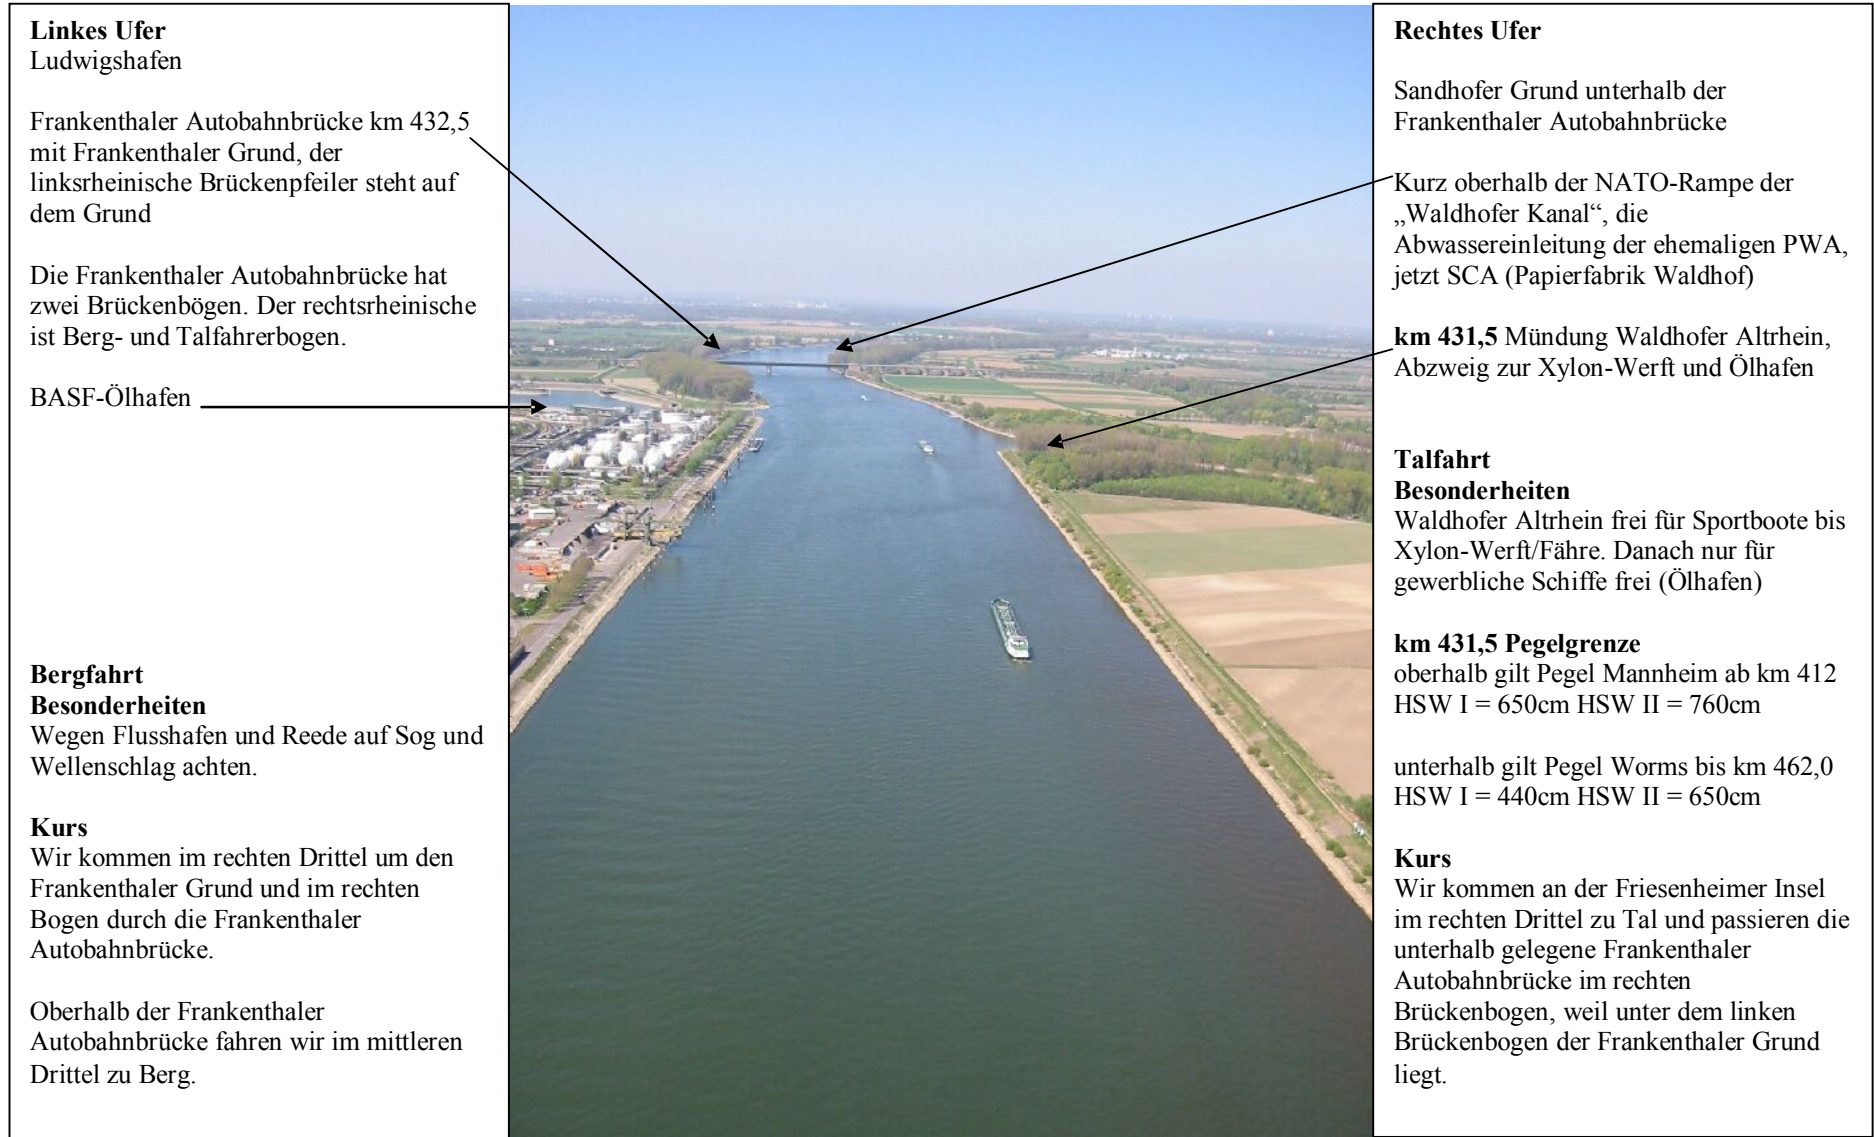 Linkes Ufer
Ludwigshafen
Frankenthaler Autobahnbrücke km 432,5
mit Frankenthaler Grund, der
linksrheinische Brückenpfeiler steht auf
dem Grund
Die Frankenthaler Autobahnbrücke hat
zwei Brückenbögen. Der rechtsrheinische
ist Berg- und Talfahrerbogen.
BASF-Ölhafen
Bergfahrt
Besonderheiten
Wegen Flusshafen und Reede auf Sog und
Wellenschlag achten.
Kurs
Wir kommen im rechten Drittel um den
Frankenthaler Grund und im rechten
Bogen durch die Frankenthaler
Autobahnbrücke.
Oberhalb der Frankenthaler
Autobahnbrücke fahren wir im mittleren
Drittel zu Berg.
Rechtes Ufer
Sandhofer Grund unterhalb der
Frankenthaler Autobahnbrücke
Kurz oberhalb der NATO-Rampe der
„Waldhofer Kanal“, die
Abwassereinleitung der ehemaligen PWA,
jetzt SCA (Papierfabrik Waldhof)
km 431,5 Mündung Waldhofer Altrhein,
Abzweig zur Xylon-Werft und Ölhafen
Talfahrt
Besonderheiten
Waldhofer Altrhein frei für Sportboote bis
Xylon-Werft/Fähre. Danach nur für
gewerbliche Schiffe frei (Ölhafen)
km 431,5 Pegelgrenze
oberhalb gilt Pegel Mannheim ab km 412
HSW I = 650cm HSW II = 760cm
unterhalb gilt Pegel Worms bis km 462,0
HSW I = 440cm HSW II = 650cm
Kurs
Wir kommen an der Friesenheimer Insel
im rechten Drittel zu Tal und passieren die
unterhalb gelegene Frankenthaler
Autobahnbrücke im rechten
Brückenbogen, weil unter dem linken
Brückenbogen der Frankenthaler Grund
liegt.